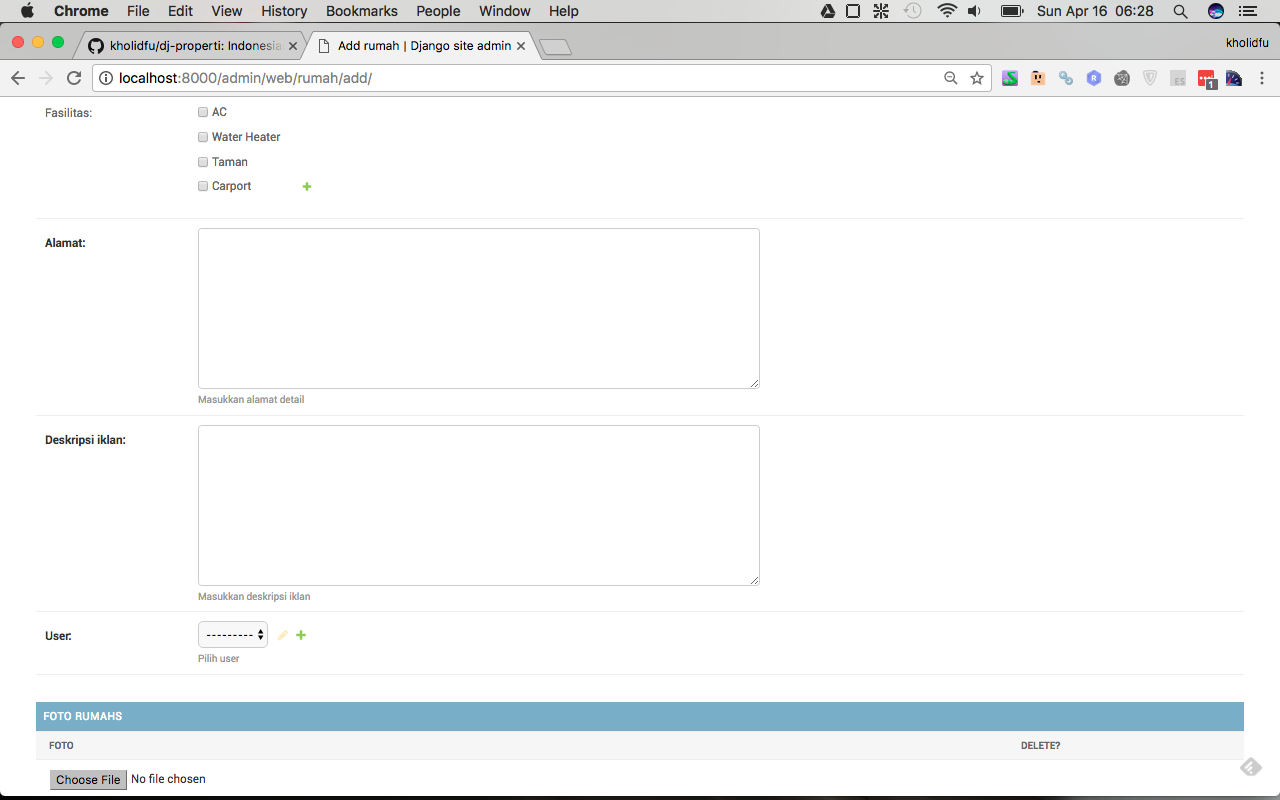 Chrome File Edit View History Bookmarks People Window Help Sun Apr 16 06:28
kholidfu/dj-properti: Indonesia Add rumah | Django site admin kholidfu
localhost:8000/admin/web/rumah/add/ R ES 1
Fasilitas: AC
Water Heater
Taman
Carport
Alamat:
Masukkan alamat detail
Deskripsi iklan:
Masukkan deskripsi iklan
User: ---------
Pilih user
FOTO RUMAHS
FOTO DELETE?
Choose File No file chosen